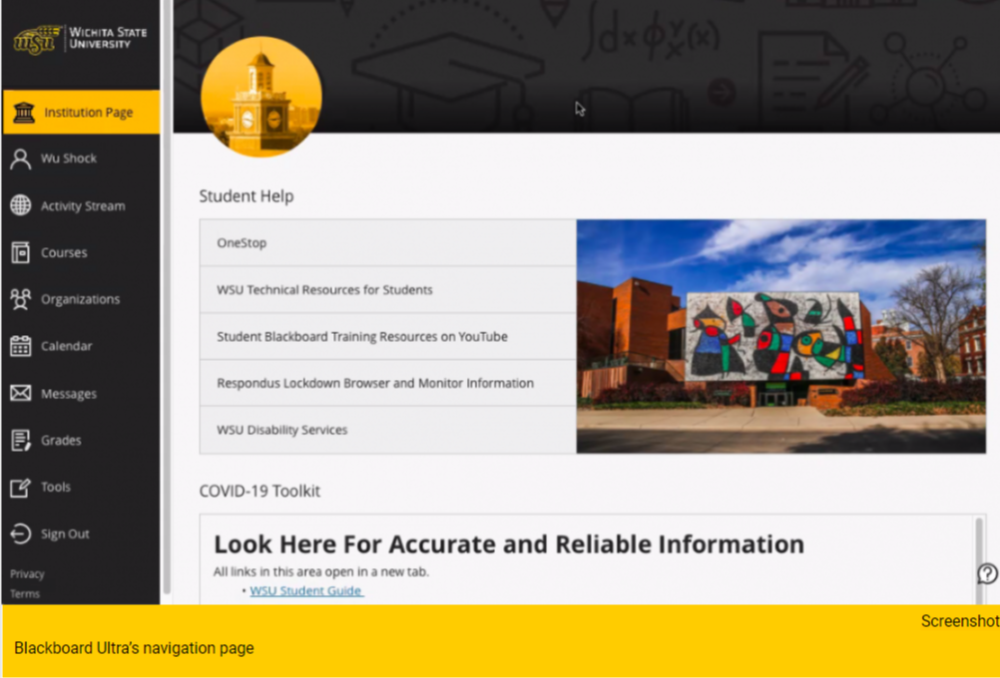 wsu
WICHITA STATE
UNIVERSITY
Institution Page
Wu Shock
Activity Stream
Courses
Organizations
Calendar
Messages
Grades
Tools
Sign Out
Privacy
Terms
Student Help
OneStop
WSU Technical Resources for Students
Student Blackboard Training Resources on YouTube
Respondus Lockdown Browser and Monitor Information
WSU Disability Services
COVID-19 Toolkit
Look Here For Accurate and Reliable Information
All links in this area open in a new tab.
• WSU Student Guide
Screenshot
Blackboard Ultra's navigation page